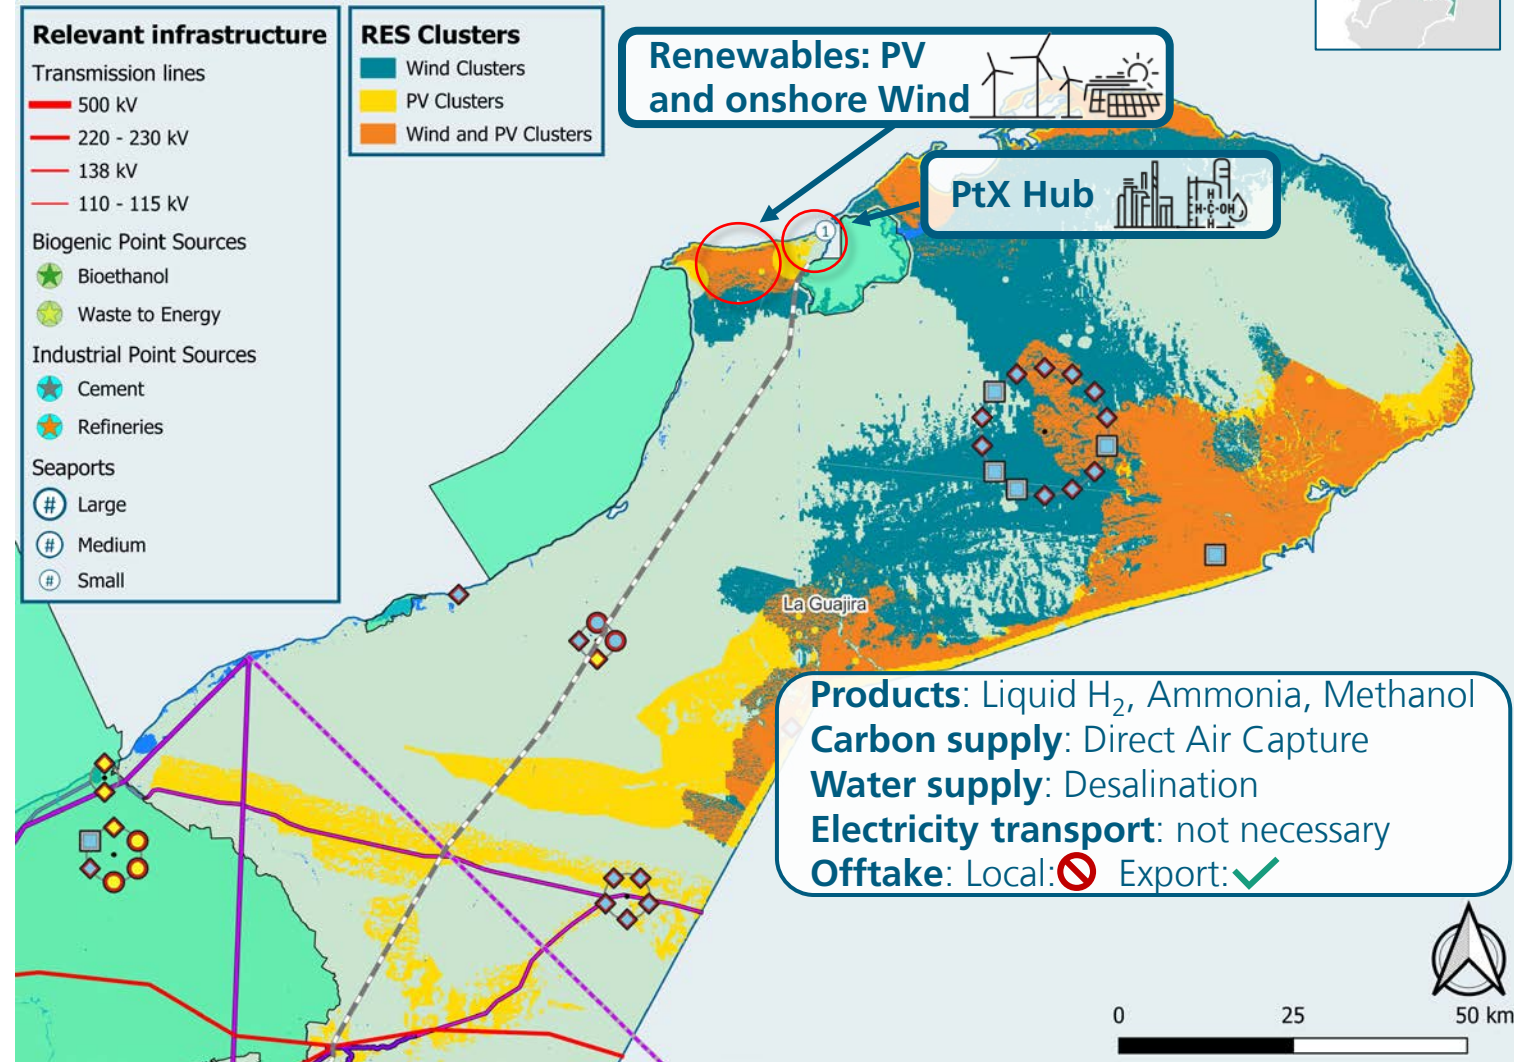 Relevant infrastructure
Transmission lines
500 kV
220 - 230 kV
138 kV
110 - 115 kV
Biogenic Point Sources
Bioethanol
Waste to Energy
Industrial Point Sources
Cement
Refineries
Seaports
# Large
# Medium
# Small
RES Clusters
Wind Clusters
PV Clusters
Wind and PV Clusters
Renewables: PV
and onshore Wind
PtX Hub
H
H-C-OH
H
1
La Guajira
Products: Liquid H₂, Ammonia, Methanol
Carbon supply: Direct Air Capture
Water supply: Desalination
Electricity transport: not necessary
Offtake: Local: Export:
0 25 50 km